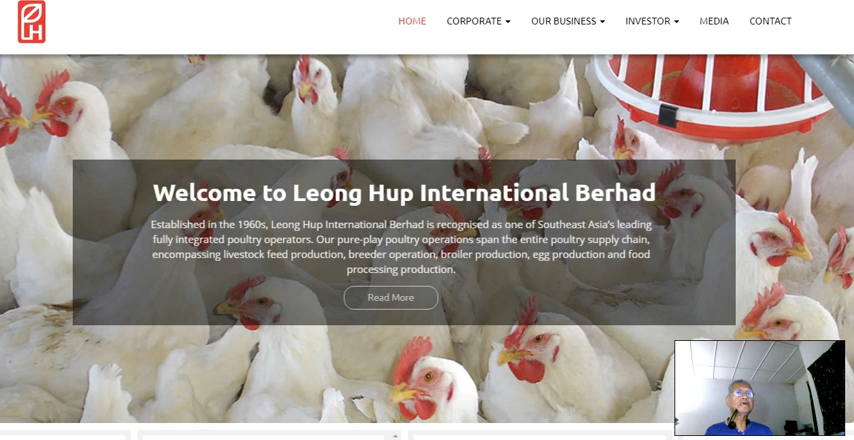 LH
HOME CORPORATE OUR BUSINESS INVESTOR MEDIA CONTACT
Welcome to Leong Hup International Berhad
Established in the 1960s, Leong Hup International Berhad is recognised as one of Southeast Asia's leading
fully integrated poultry operators. Our pure-play poultry operations span the entire poultry supply chain,
encompassing livestock feed production, breeder operation, broiler production, egg production and food
processing production.
Read More